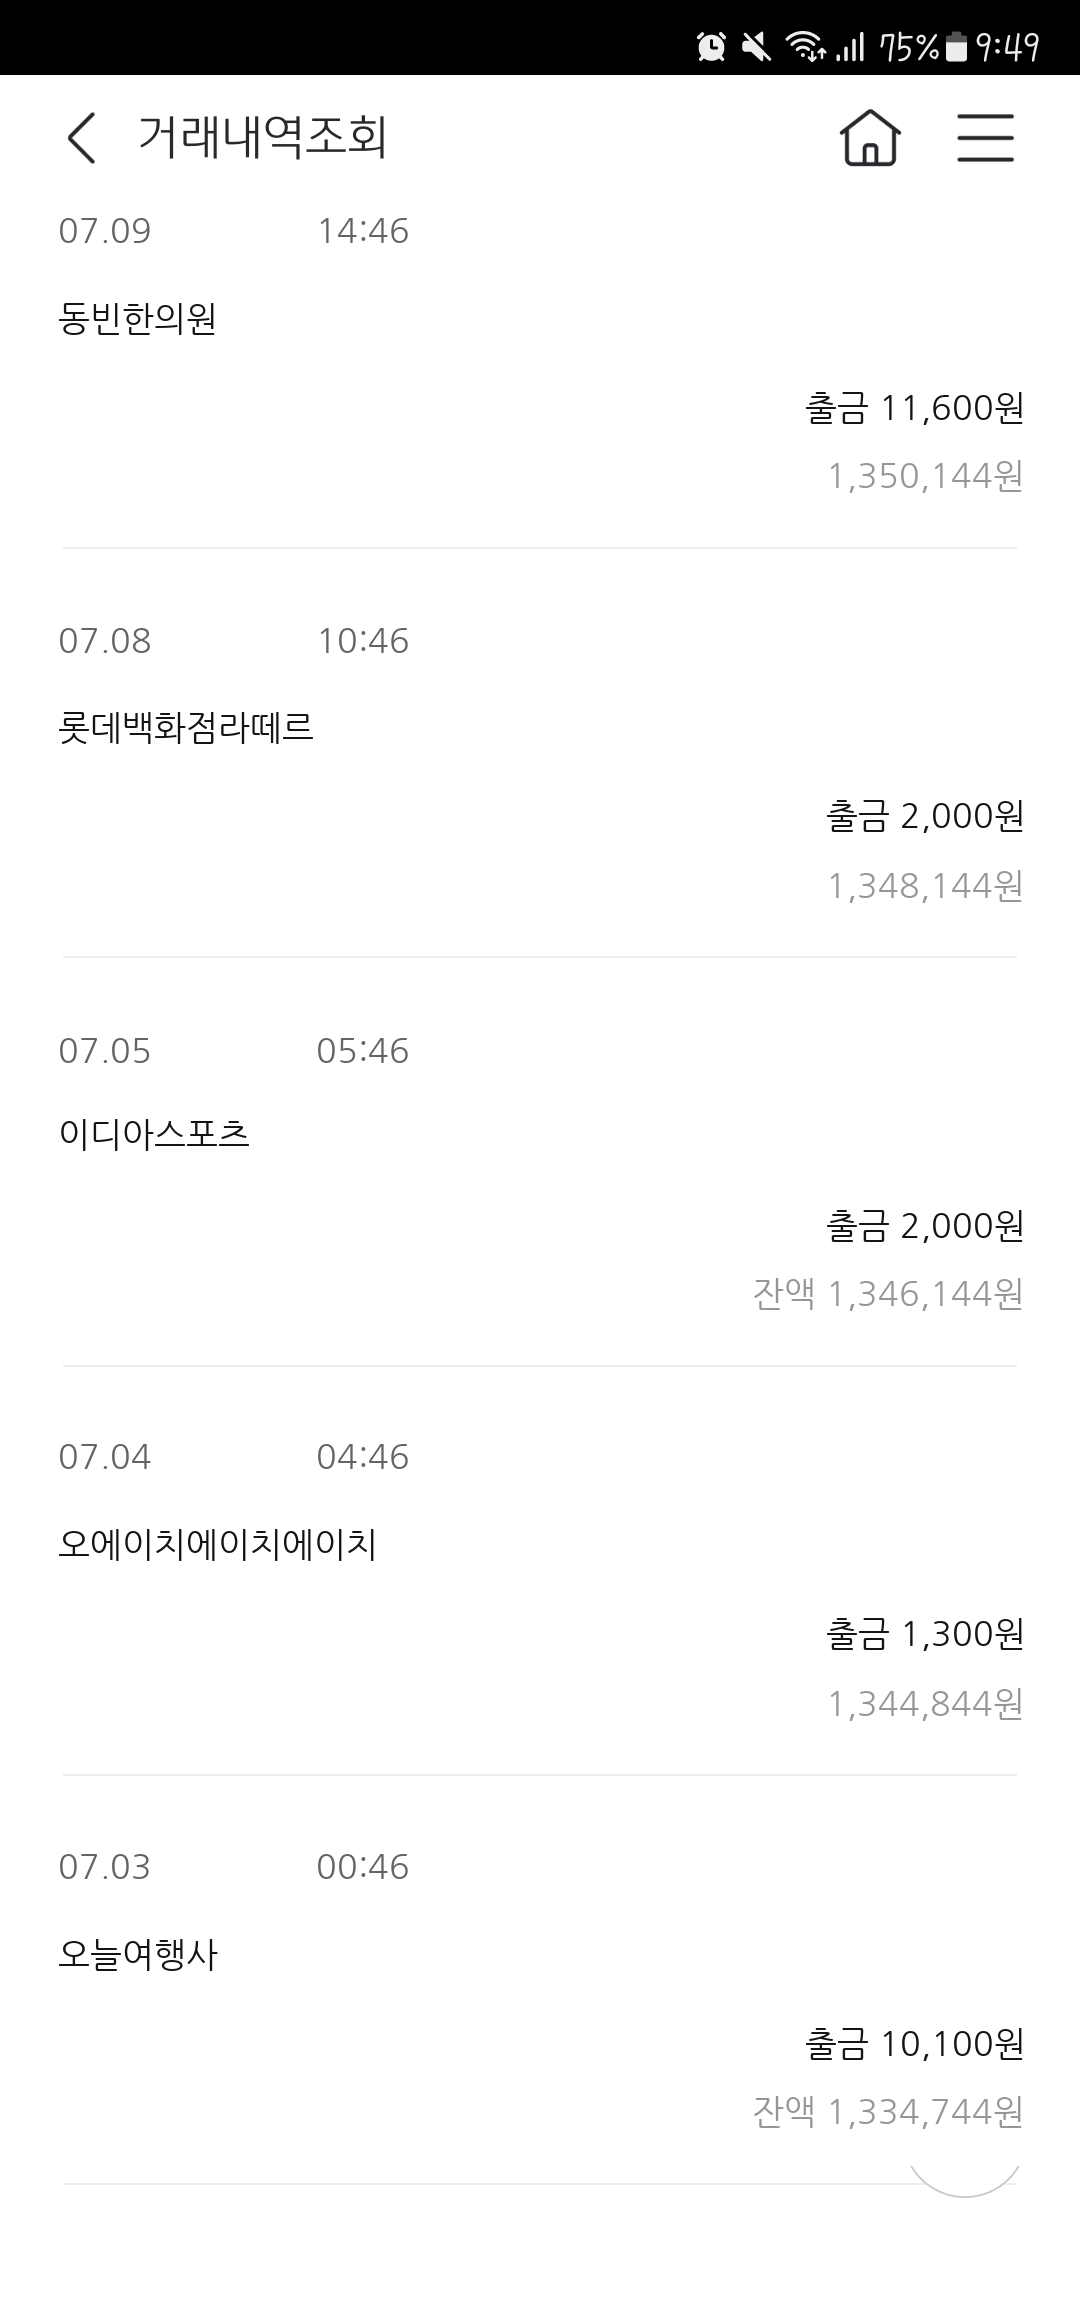 75% 9:49
거래내역조회
07.09 14:46
동빈한의원
출금 11,600원
1,350,144원
07.08 10:46
롯데백화점라떼르
출금 2,000원
1,348,144원
07.05 05:46
이디아스포츠
출금 2,000원
잔액 1,346,144원
07.04 04:46
오에이치에이치에이치
출금 1,300원
1,344,844원
07.03 00:46
오늘여행사
출금 10,100원
잔액 1,334,744원